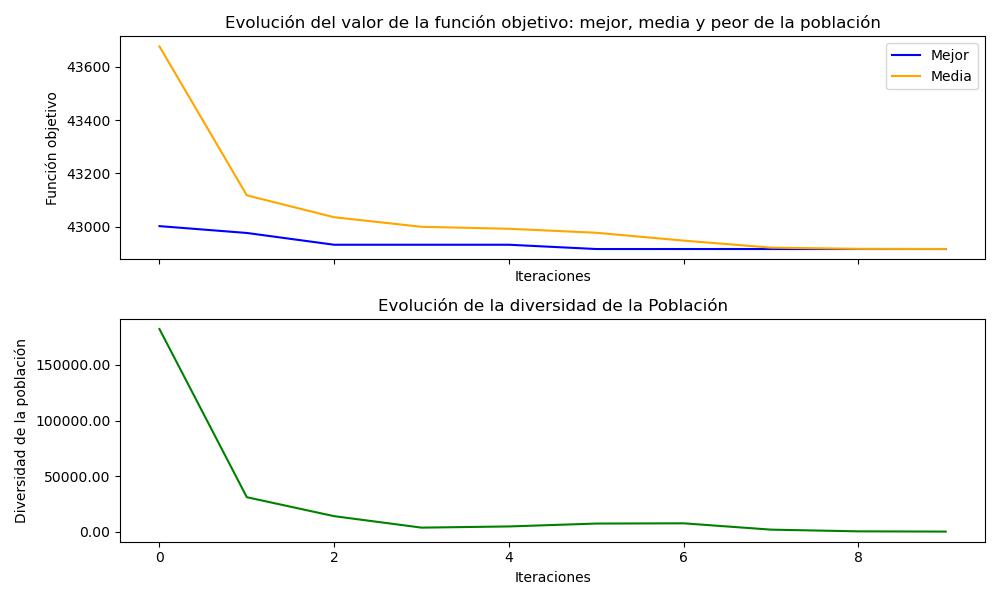 Evolución del valor de la función objetivo: mejor, media y peor de la población
Función objetivo
43600
43400
43200
43000
Mejor
Media
Iteraciones
Evolución de la diversidad de la Población
Diversidad de la población
150000.00
100000.00
50000.00
0.00
0 2 4 6 8
Iteraciones